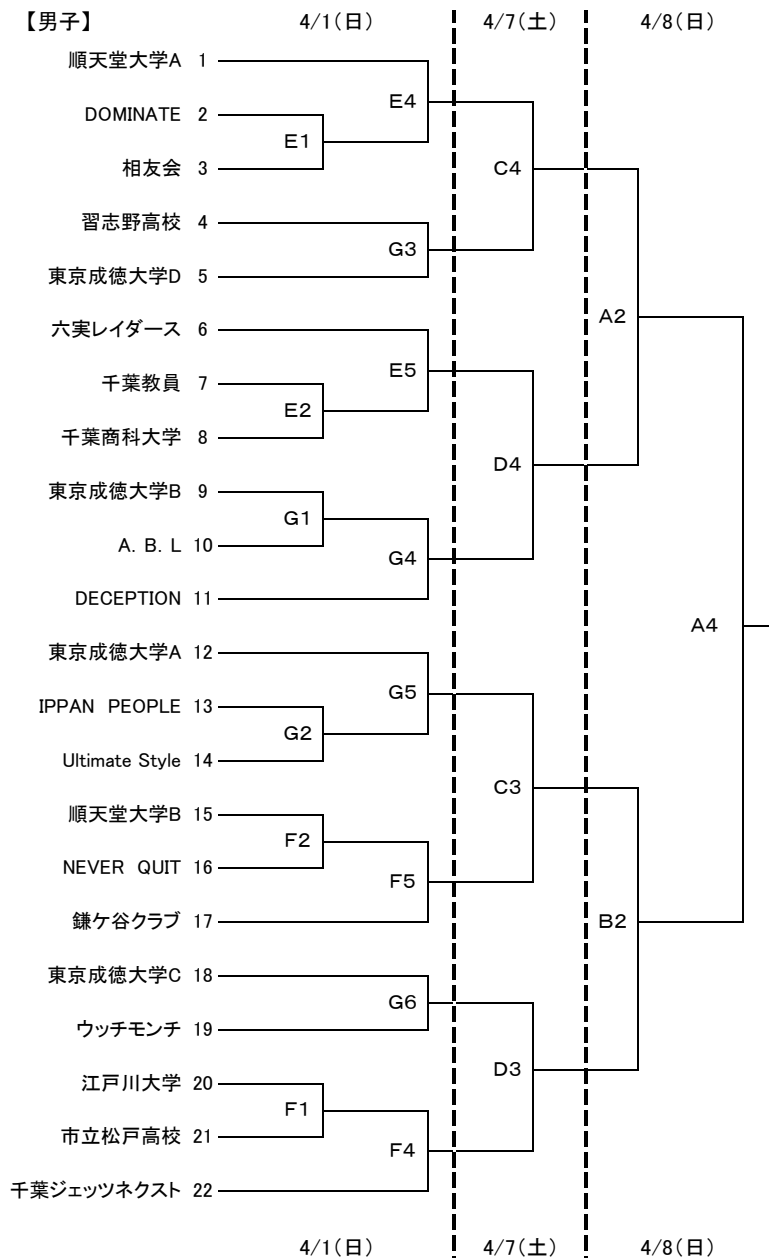 【男子】 4/1(日) 4/7(土) 4/8(日)
順天堂大学A 1
E4
DOMINATE 2
E1
相友会 3
C4
習志野高校 4
G3
東京成徳大学D 5
A2
六実レイダース 6
E5
千葉教員 7
E2
千葉商科大学 8
D4
東京成徳大学B 9
G1
A. B. L 10
G4
DECEPTION 11
A4
東京成徳大学A 12
G5
IPPAN PEOPLE 13
G2
Ultimate Style 14
C3
順天堂大学B 15
F2
NEVER QUIT 16
F5
鎌ケ谷クラブ 17
B2
東京成徳大学C 18
G6
ウッチモンチ 19
D3
江戸川大学 20
F1
市立松戸高校 21
F4
千葉ジェッツネクスト 22
4/1(日) 4/7(土) 4/8(日)